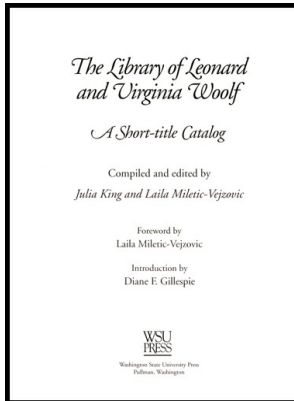 The Library of Leonard
and Virginia Woolf
A Short-title Catalog
Compiled and edited by
Julia King and Laila Miletic-Vejzovic
Foreword by
Laila Miletic-Vejzovic
Introduction by
Diane F. Gillespie
WSU
PRESS
Washington State University Press
Pullman, Washington